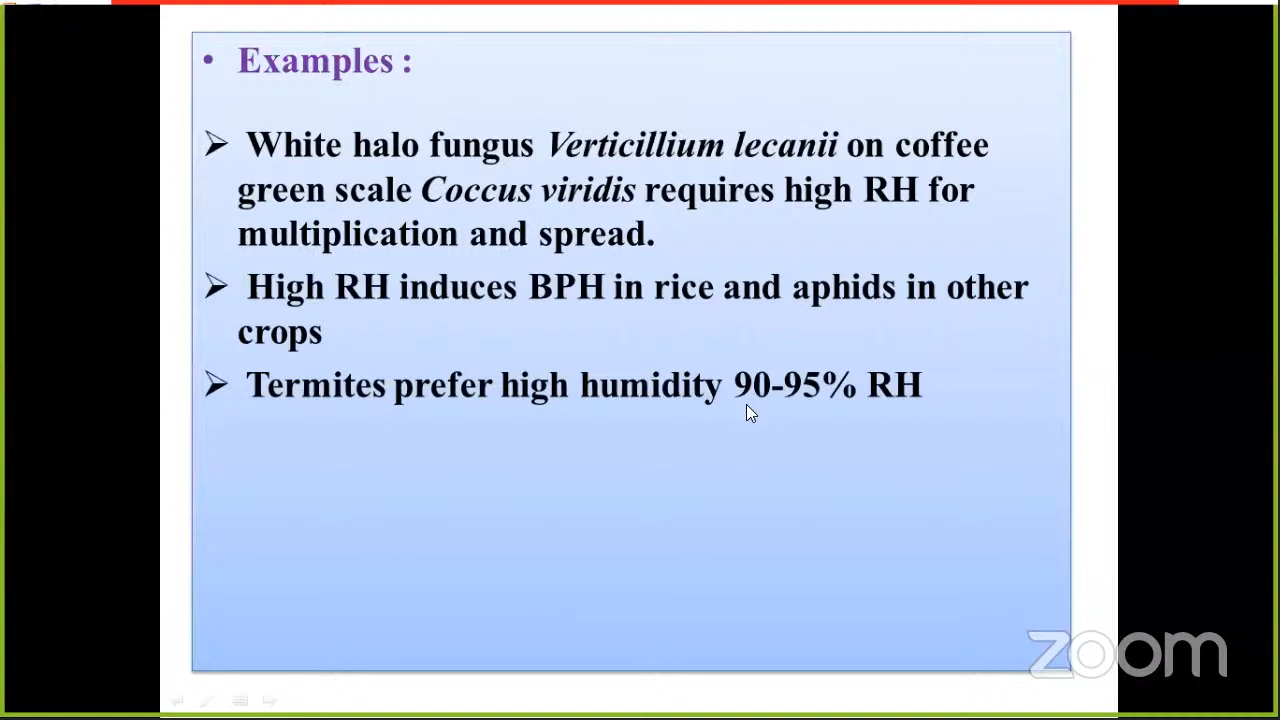 • Examples :
➢ White halo fungus Verticillium lecanii on coffee
green scale Coccus viridis requires high RH for
multiplication and spread.
➢ High RH induces BPH in rice and aphids in other
crops
➢ Termites prefer high humidity 90-95% RH
zoom